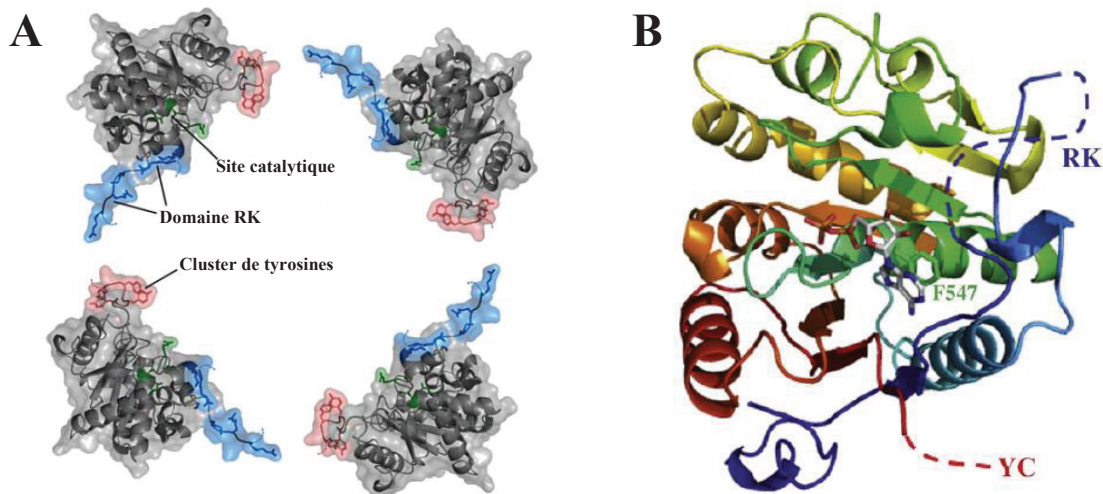 A
Site catalytique
Domaine RK
Cluster de tyrosines
B
RK
F547
YC